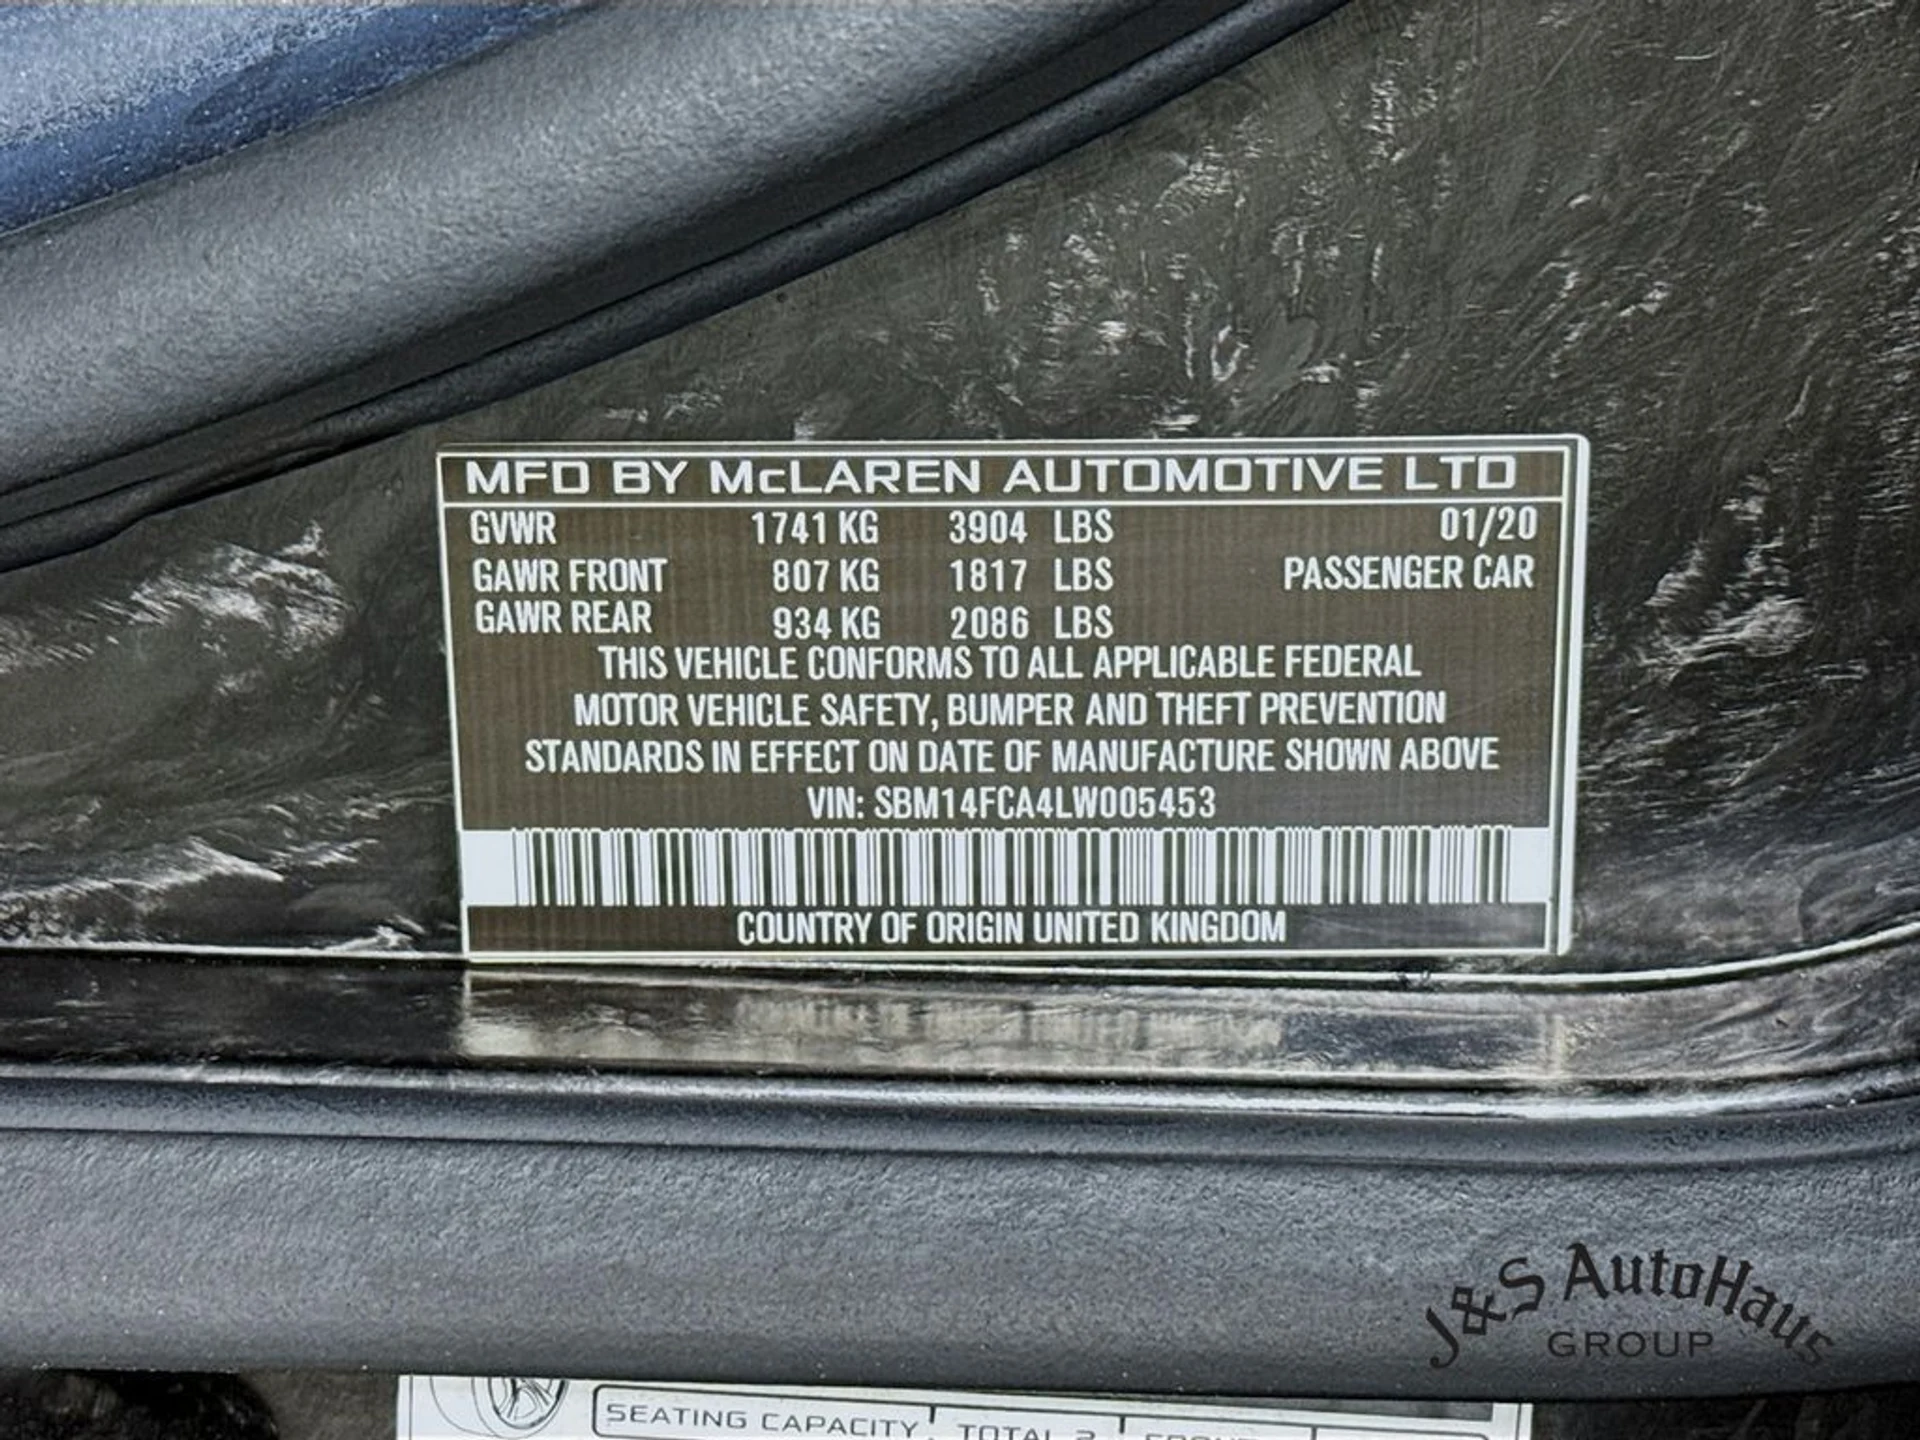 MFD BY McLAREN AUTOMOTIVE LTD
GVWR 1741 KG 3904 LBS 01/20
GAWR FRONT 807 KG 1817 LBS PASSENGER CAR
GAWR REAR 934 KG 2086 LBS
THIS VEHICLE CONFORMS TO ALL APPLICABLE FEDERAL
MOTOR VEHICLE SAFETY, BUMPER AND THEFT PREVENTION
STANDARDS IN EFFECT ON DATE OF MANUFACTURE SHOWN ABOVE
VIN: SBM14FCA4LW005453
COUNTRY OF ORIGIN UNITED KINGDOM
J&S AutoHaus
GROUP
SEATING CAPACITY TOTAL 2